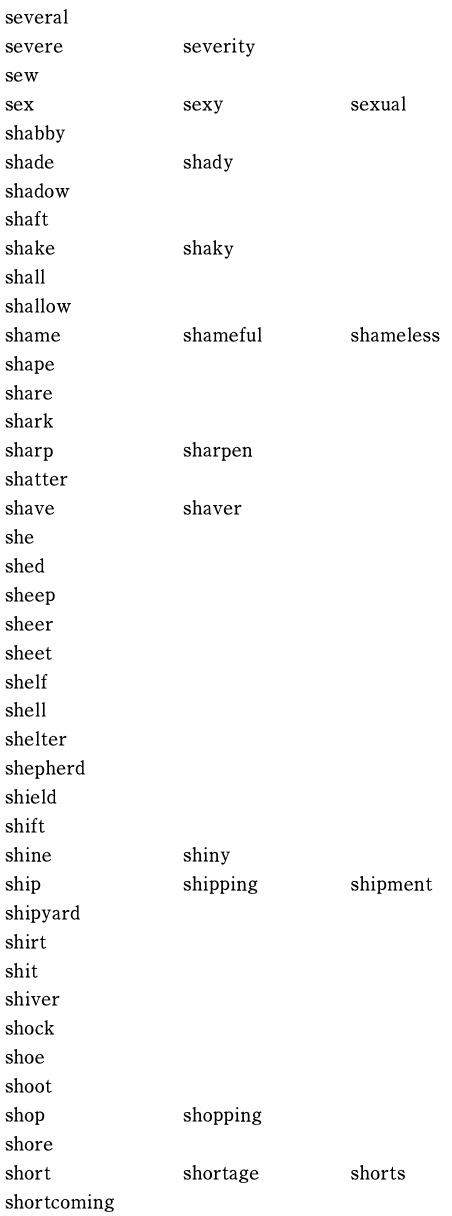 several
severe severity
sew
sex sexy sexual
shabby
shade shady
shadow
shaft
shake shaky
shall
shallow
shame shameful shameless
shape
share
shark
sharp sharpen
shatter
shave shaver
she
shed
sheep
sheer
sheet
shelf
shell
shelter
shepherd
shield
shift
shine shiny
ship shipping shipment
shipyard
shirt
shit
shiver
shock
shoe
shoot
shop shopping
shore
short shortage shorts
shortcoming